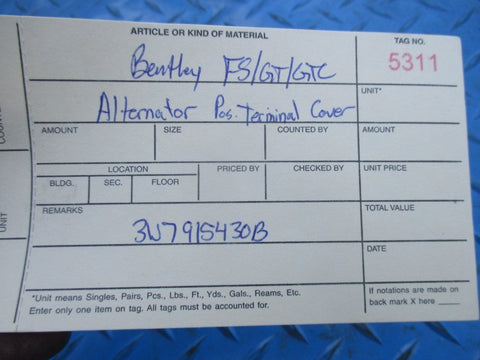 ARTICLE OR KIND OF MATERIAL
TAG NO.
Bentley FS/GT/GTC
5311
UNIT*
Alternator Pos. Terminal Cover
AMOUNT SIZE COUNTED BY AMOUNT
LOCATION PRICED BY CHECKED BY UNIT PRICE
BLDG. SEC. FLOOR
REMARKS TOTAL VALUE
3W7915430B
DATE
*Unit means Singles, Pairs, Pcs., Lbs., Ft., Yds., Gals., Reams, Etc.
Enter only one item on tag. All tags must be accounted for.
If notations are made on
back mark X here
UNIT